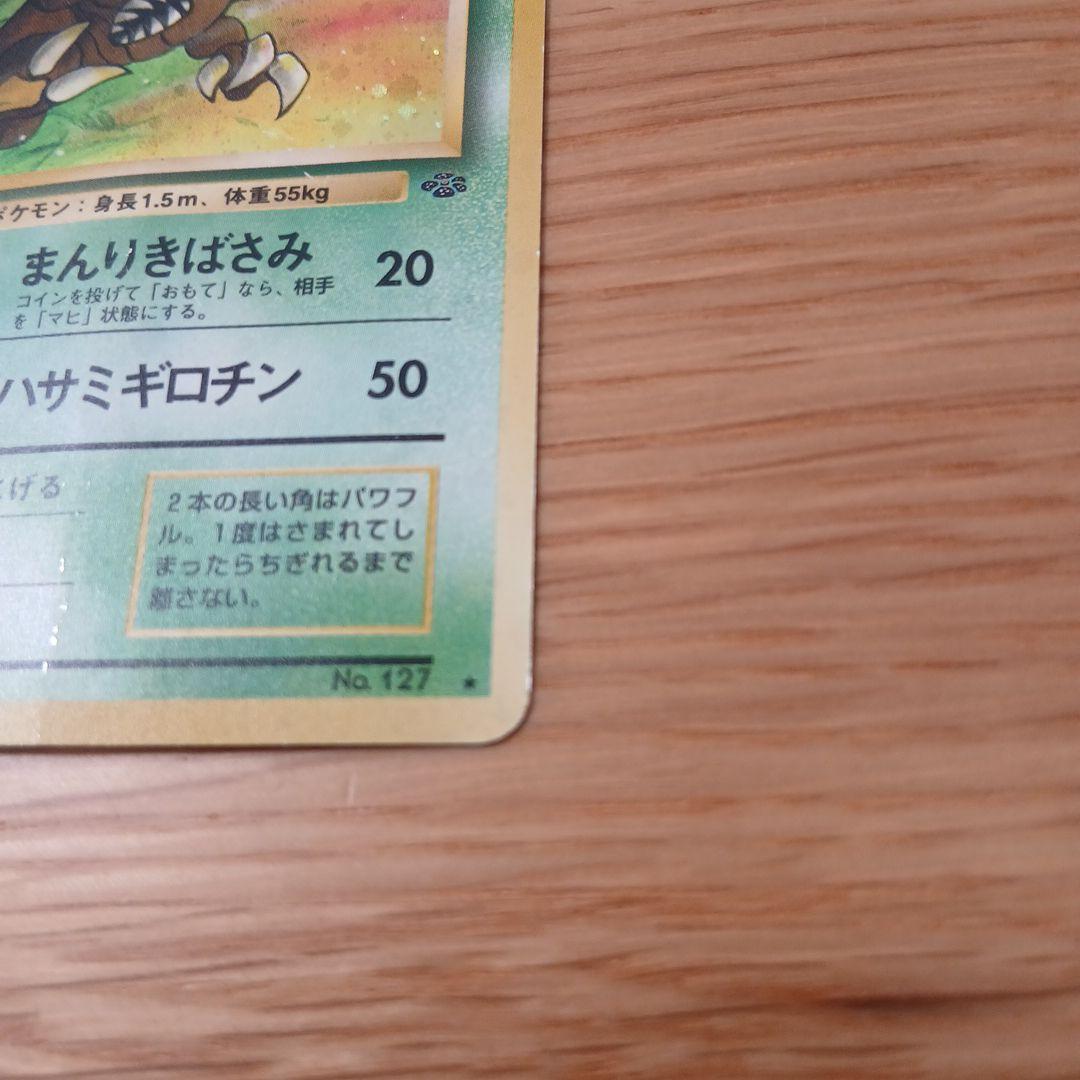 ポケモン：身長1.5m、体重55kg
まんりきばさみ 20
コインを投げて「おもて」なら、相手
を「マヒ」状態にする。
ハサミギロチン 50
げる
2本の長い角はパワフ
ル。1度はさまれてし
まったらちぎれるまで
離さない。
No. 127 ★